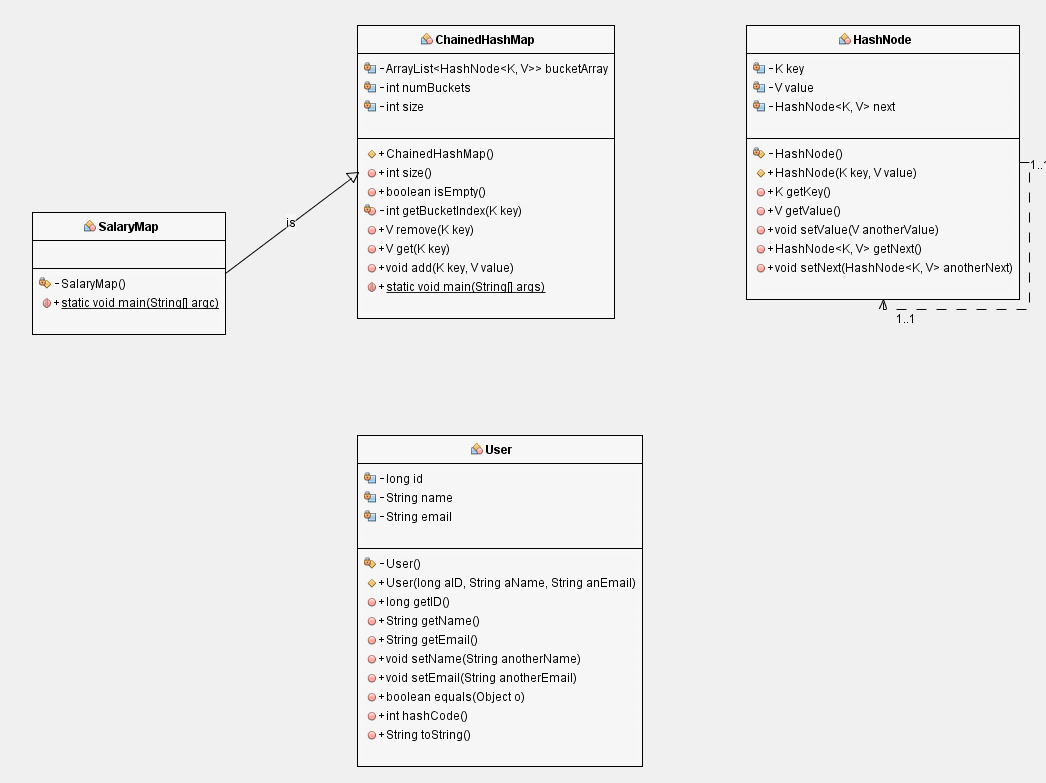 ChainedHashMap
-ArrayList<HashNode<K, V>> bucketArray
-int numBuckets
-int size
+ChainedHashMap()
+int size()
+boolean isEmpty()
-int getBucketIndex(K key)
+V remove(K key)
+V get(K key)
+void add(K key, V value)
+static void main(String[] args)
HashNode
-K key
-V value
-HashNode<K, V> next
-HashNode()
+HashNode(K key, V value)
+K getKey()
+V getValue()
+void setValue(V anotherValue)
+HashNode<K, V> getNext()
+void setNext(HashNode<K, V> anotherNext)
1..1
1..1
is
SalaryMap
-SalaryMap()
+static void main(String[] argc)
User
-long id
-String name
-String email
-User()
+User(long aID, String aName, String anEmail)
+long getID()
+String getName()
+String getEmail()
+void setName(String anotherName)
+void setEmail(String anotherEmail)
+boolean equals(Object o)
+int hashCode()
+String toString()